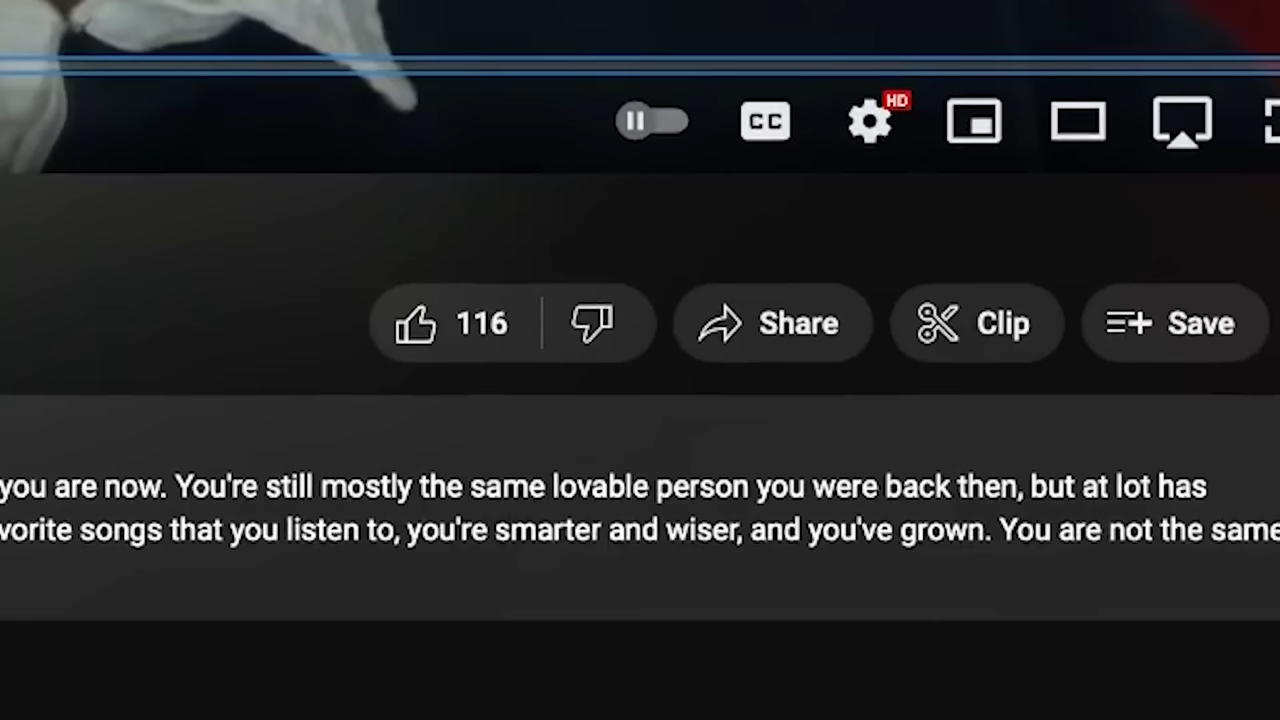 CC HD
116 Share Clip Save
you are now. You're still mostly the same lovable person you were back then, but at lot has
vorite songs that you listen to, you're smarter and wiser, and you've grown. You are not the same